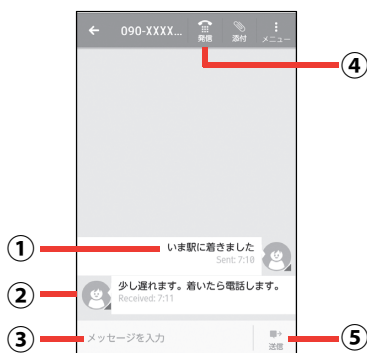 090-XXXX...
発信
添付
メニュー
④
いま駅に着きました
Sent: 7:10
①
少し遅れます。着いたら電話します。
Received: 7:11
②
メッセージを入力
送信
③
⑤